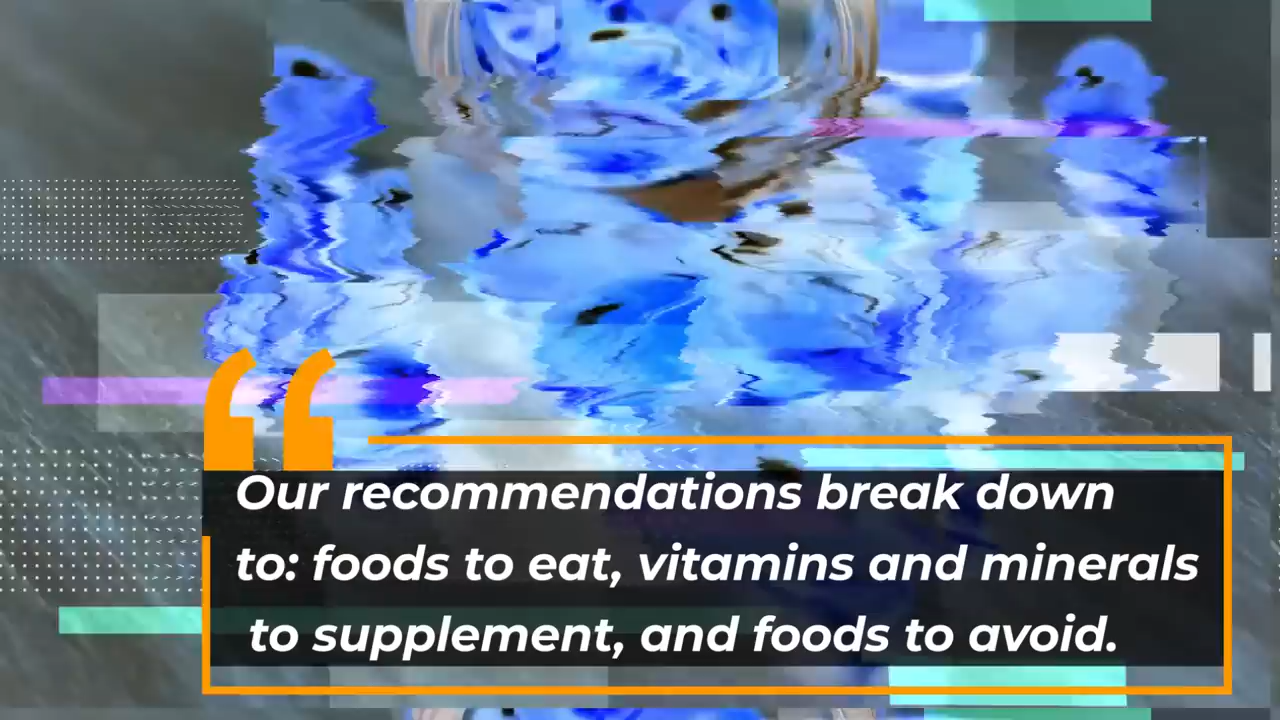 Our recommendations break down
to: foods to eat, vitamins and minerals
to supplement, and foods to avoid.